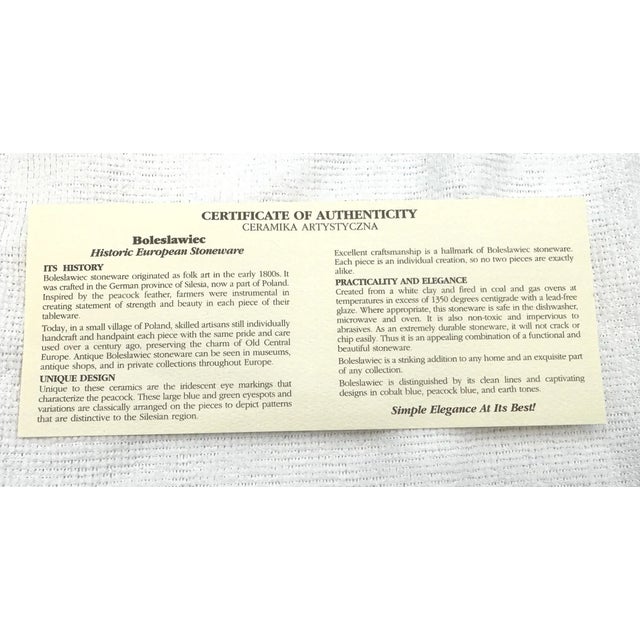 CERTIFICATE OF AUTHENTICITY
CERAMIKA ARTYSTYCZNA
Boleslawiec
Historic European Stoneware
ITS HISTORY
Boleslawiec stoneware originated as folk art in the early 1800s. It
was crafted in the German province of Silesia, now a part of Poland.
Inspired by the peacock feather, farmers were instrumental in
creating statement of strength and beauty in each piece of their
tableware.
Today, in a small village of Poland, skilled artisans still individually
handcraft and handpaint each piece with the same pride and care
used over a century ago, preserving the charm of Old Central
Europe. Antique Boleslawiec stoneware can be seen in museums,
antique shops, and in private collections throughout Europe.
UNIQUE DESIGN
Unique to these ceramics are the iridescent eye markings that
characterize the peacock. These large blue and green eyespots and
variations are classically arranged on the pieces to depict patterns
that are distinctive to the Silesian region.
Excellent craftsmanship is a hallmark of Boleslawiec stoneware.
Each piece is an individual creation, so no two pieces are exactly
alike.
PRACTICALITY AND ELEGANCE
Created from a white clay and fired in coal and gas ovens at
temperatures in excess of 1350 degrees centigrade with a lead-free
glaze. Where appropriate, this stoneware is safe in the dishwasher,
microwave and oven. It is also non-toxic and impervious to
abrasives. As an extremely durable stoneware, it will not crack or
chip easily. Thus it is an appealing combination of a functional and
beautiful stoneware.
Boleslawiec is a striking addition to any home and an exquisite part
of any collection.
Boleslawiec is distinguished by its clean lines and captivating
designs in cobalt blue, peacock blue, and earth tones.
Simple Elegance At Its Best!